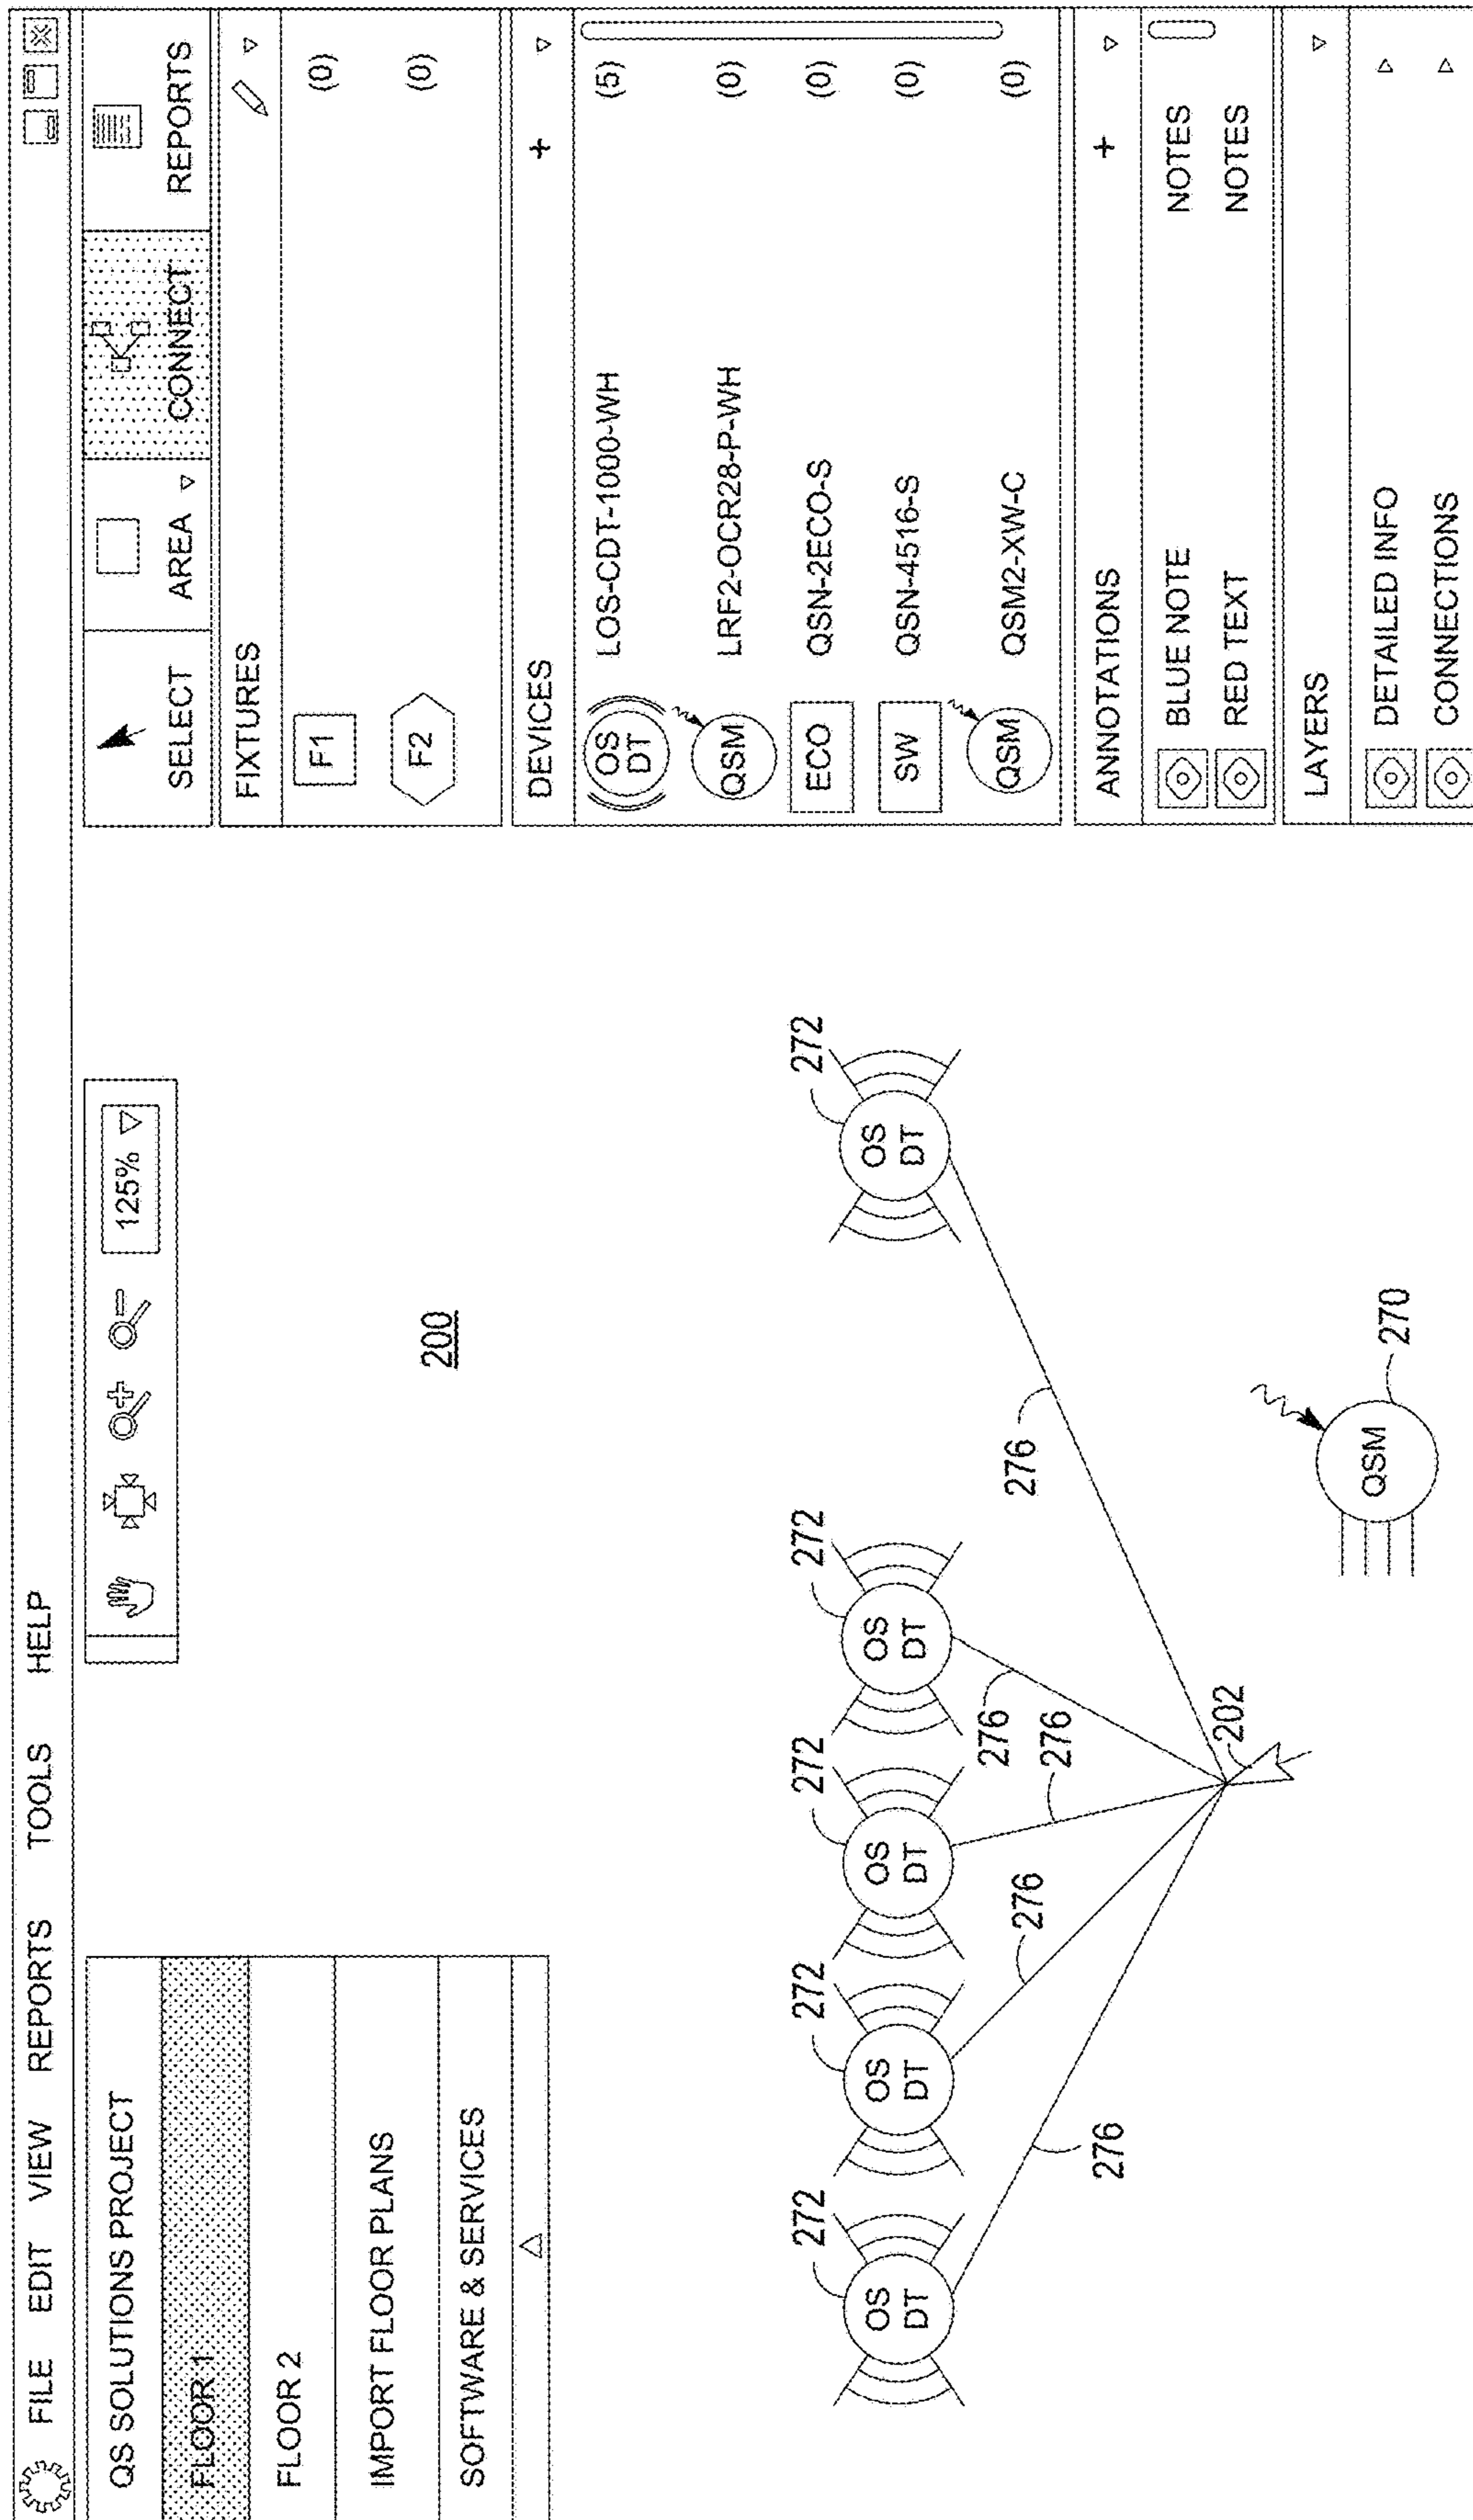 FILE EDIT VIEW REPORTS TOOLS HELP
QS SOLUTIONS PROJECT
FLOOR 1
FLOOR 2
IMPORT FLOOR PLANS
SOFTWARE & SERVICES
125%
200
SELECT AREA CONNECT REPORTS
FIXTURES
F1 (0)
F2 (0)
DEVICES +
OS DT LOS-CDT-1000-WH (5)
QSM LRF2-OCR28-P-WH (0)
ECO QSN-2ECO-S (0)
SW QSN-4516-S (0)
QSM QSM2-XW-C (0)
ANNOTATIONS +
BLUE NOTE NOTES
RED TEXT NOTES
LAYERS
DETAILED INFO
CONNECTIONS
272 272 272 272 272
OS OS OS OS OS
DT DT DT DT DT
276 276 276 276 276
202
QSM
270